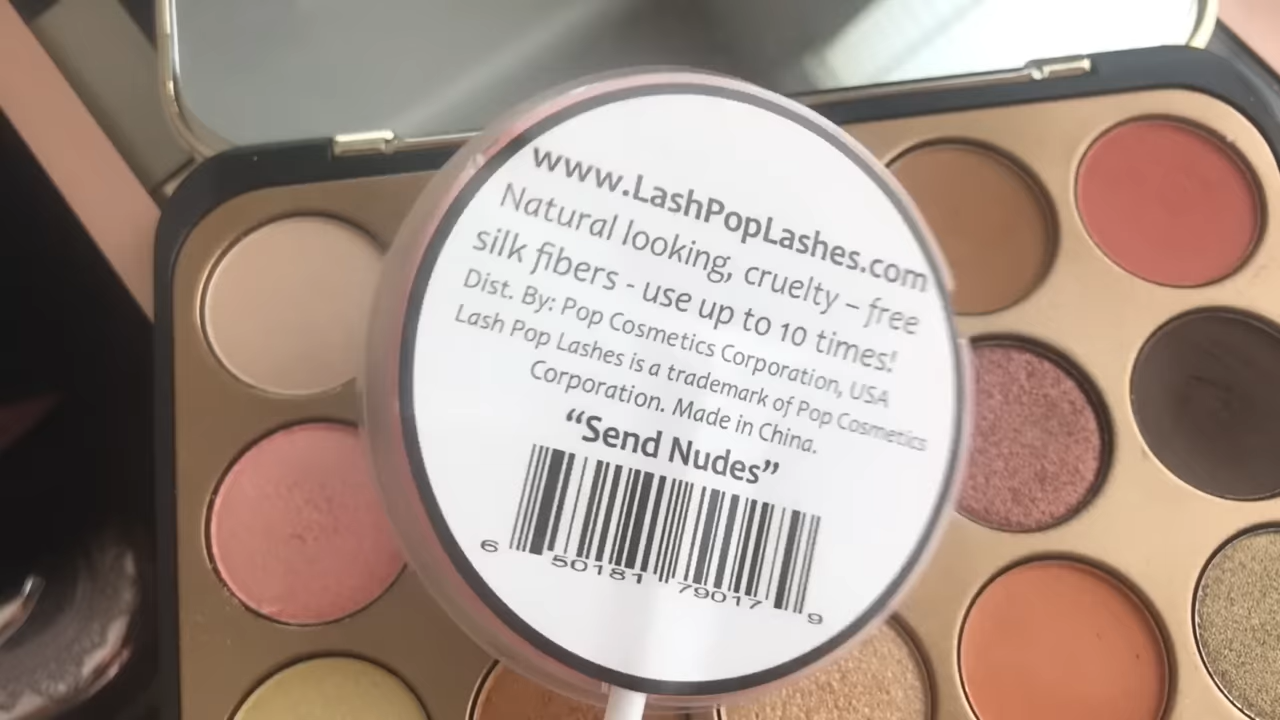 www.LashPopLashes.com
Natural looking, cruelty – free
silk fibers - use up to 10 times!
Dist. By: Pop Cosmetics Corporation, USA
Lash Pop Lashes is a trademark of Pop Cosmetics
Corporation. Made in China.
“Send Nudes”
6 50181 79017 9